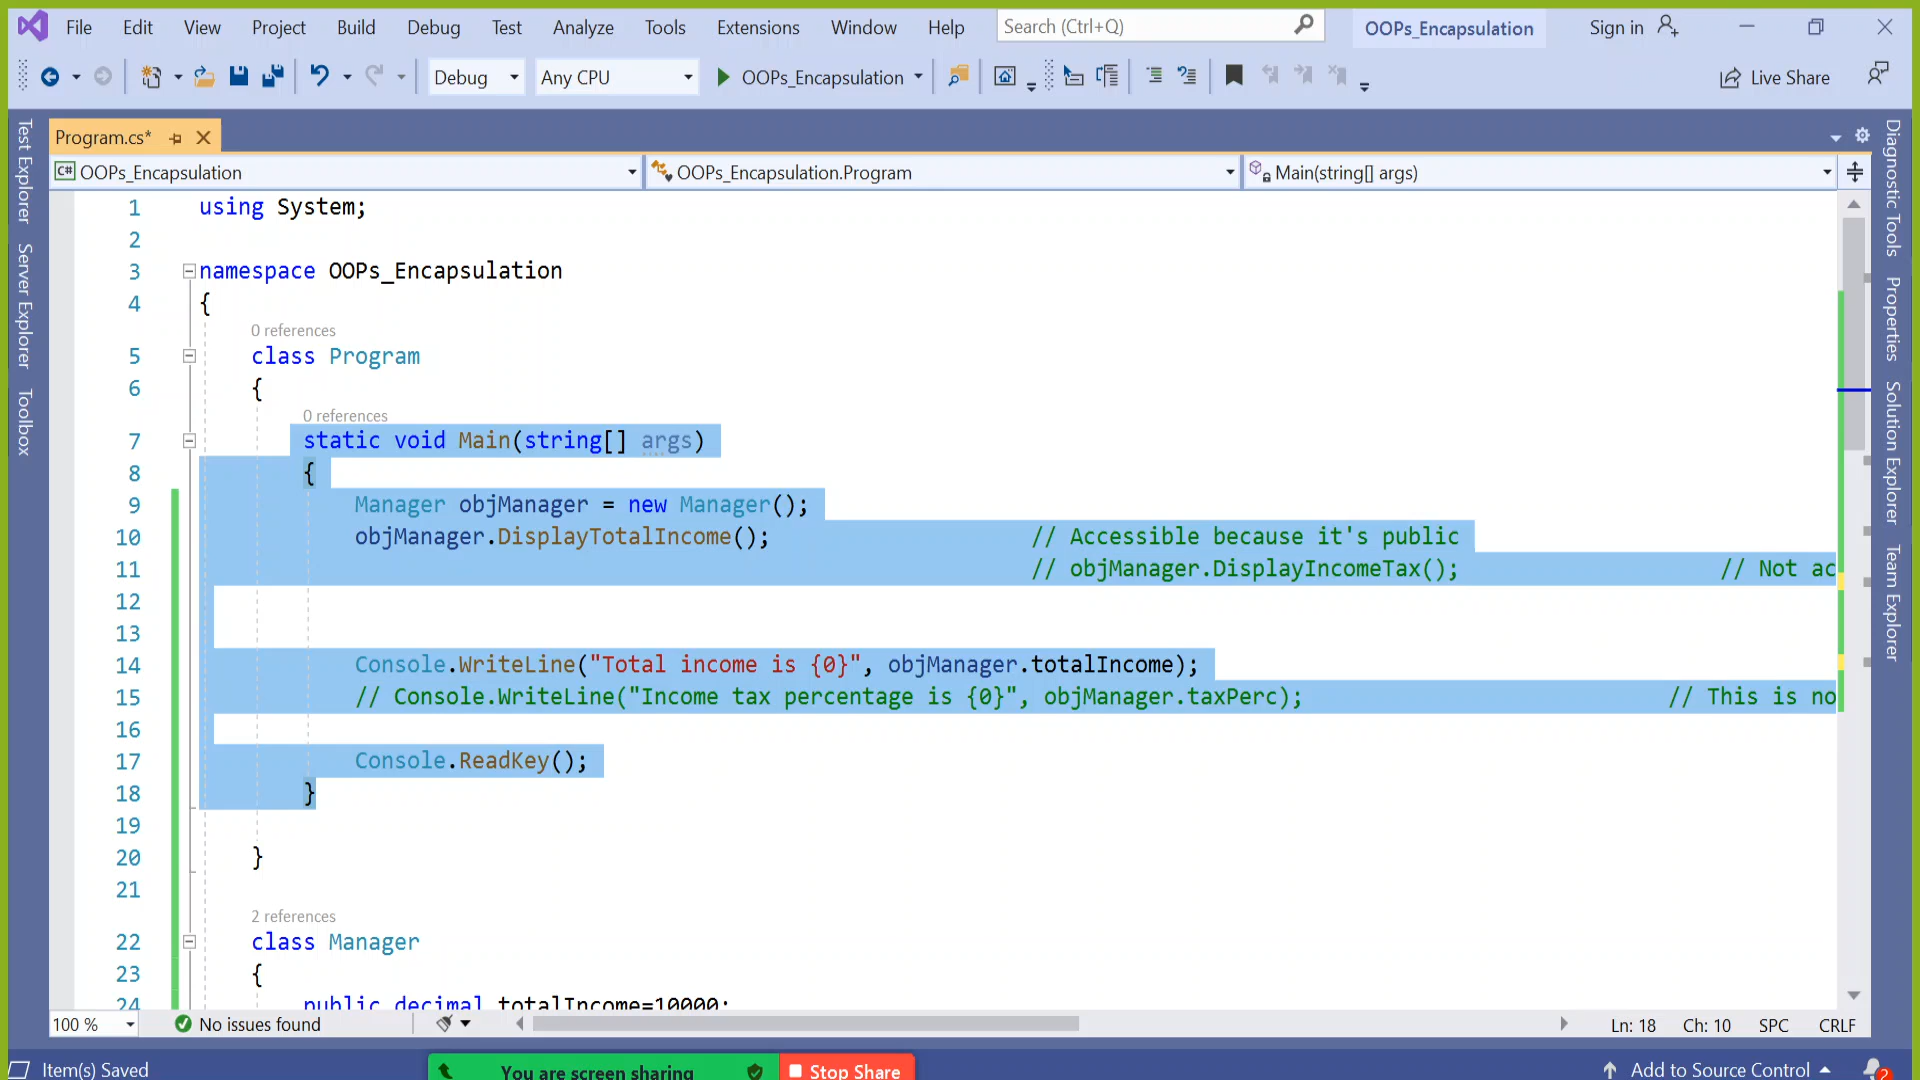 File Edit View Project Build Debug Test Analyze Tools Extensions Window Help Search (Ctrl+Q) OOPs_Encapsulation Sign in
Debug Any CPU OOPs_Encapsulation Live Share
Program.cs*
C# OOPs_Encapsulation OOPs_Encapsulation.Program Main(string[] args)
Test Explorer
Server Explorer
Toolbox
1 using System;
2
3 namespace OOPs_Encapsulation
4 {
0 references
5 class Program
6 {
0 references
7 static void Main(string[] args)
8 {
9 Manager objManager = new Manager();
10 objManager.DisplayTotalIncome(); // Accessible because it's public
11 // objManager.DisplayIncomeTax(); // Not ac
12
13
14 Console.WriteLine("Total income is {0}", objManager.totalIncome);
15 // Console.WriteLine("Income tax percentage is {0}", objManager.taxPerc); // This is no
16
17 Console.ReadKey();
18 }
19
20 }
21
2 references
22 class Manager
23 {
24 public decimal totalIncome=10000;
Diagnostic Tools
Properties
Solution Explorer
Team Explorer
100 % No issues found Ln: 18 Ch: 10 SPC CRLF
Item(s) Saved You are screen sharing Stop Share Add to Source Control 2